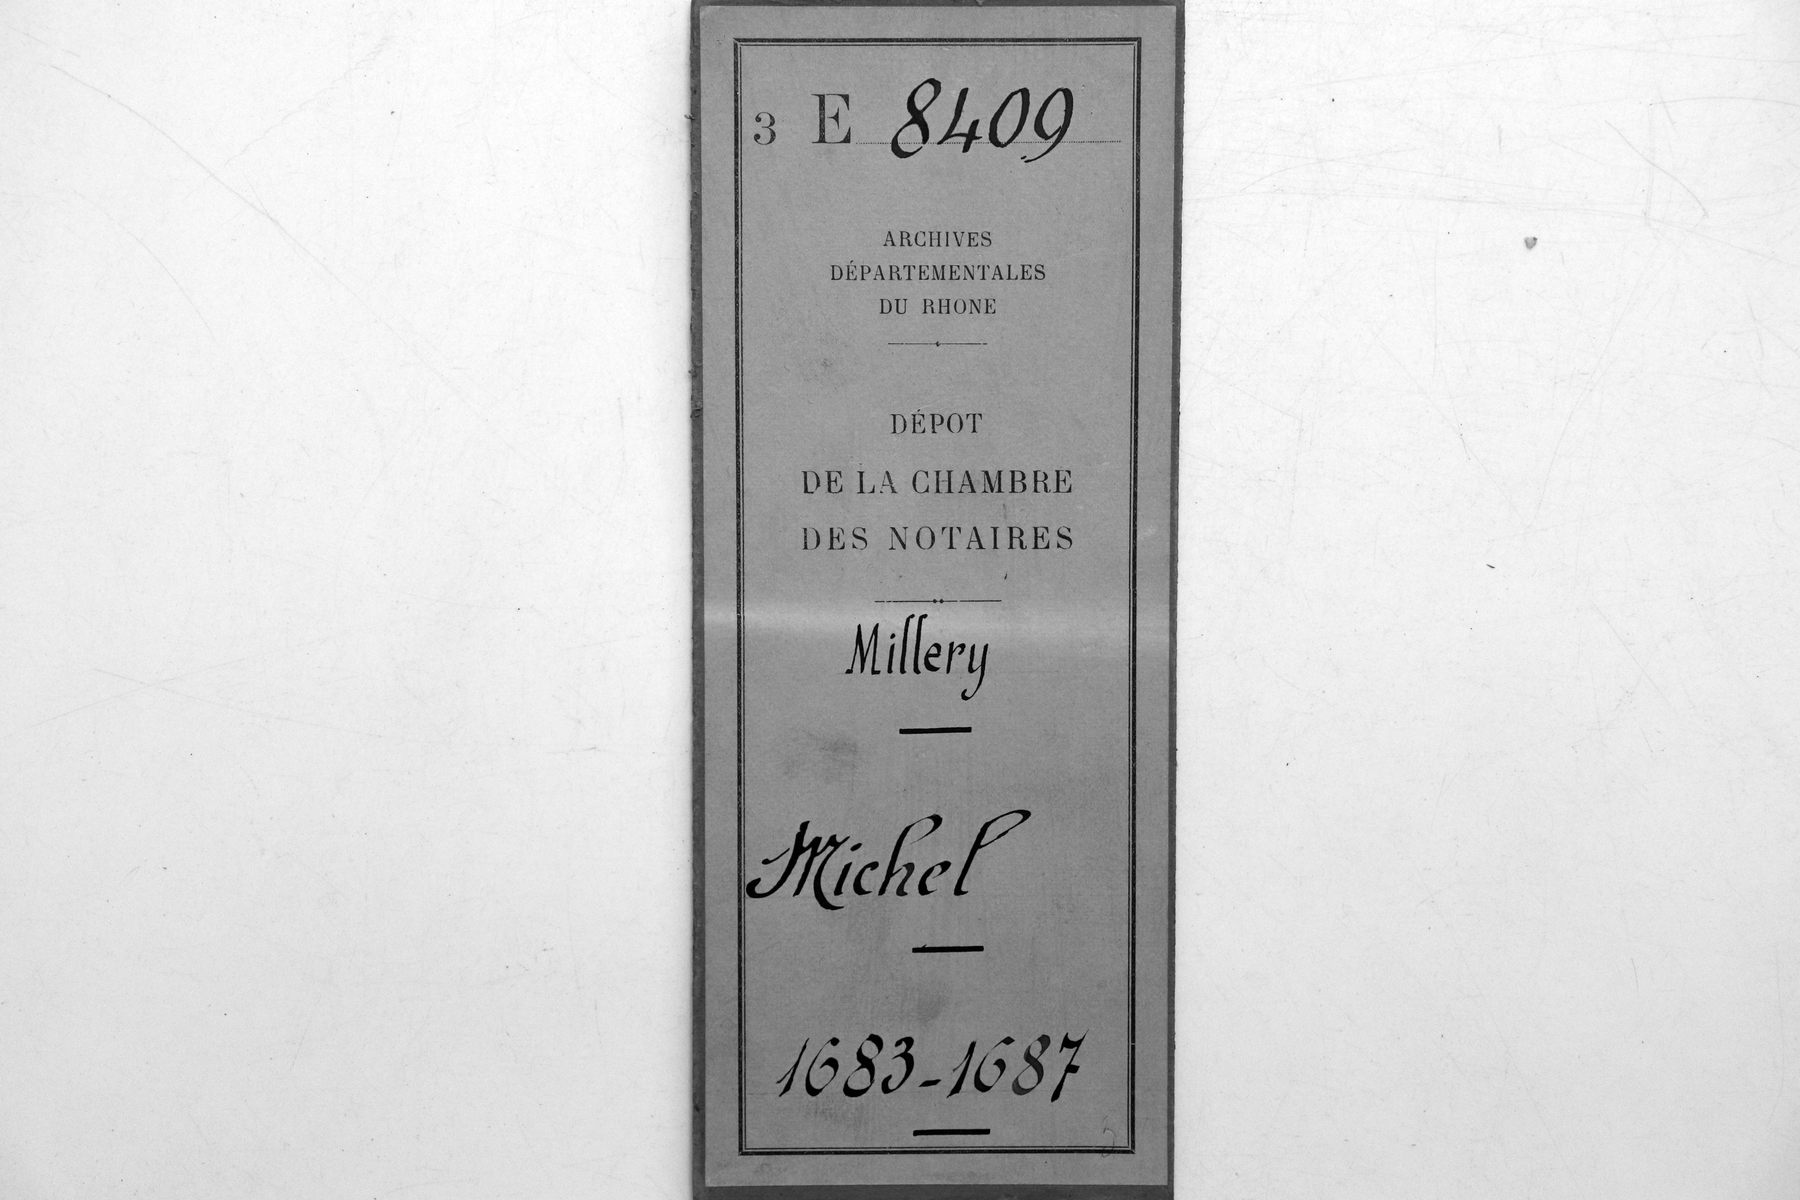 3 E 8409
ARCHIVES
DÉPARTEMENTALES
DU RHONE
DÉPOT
DE LA CHAMBRE
DES NOTAIRES
Millery
Michel
1683-1687